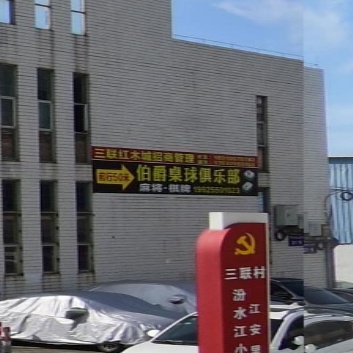 三联红木城招商管理
前行50米
伯爵桌球俱乐部
麻将·棋牌
三联村
汾水江小
江安